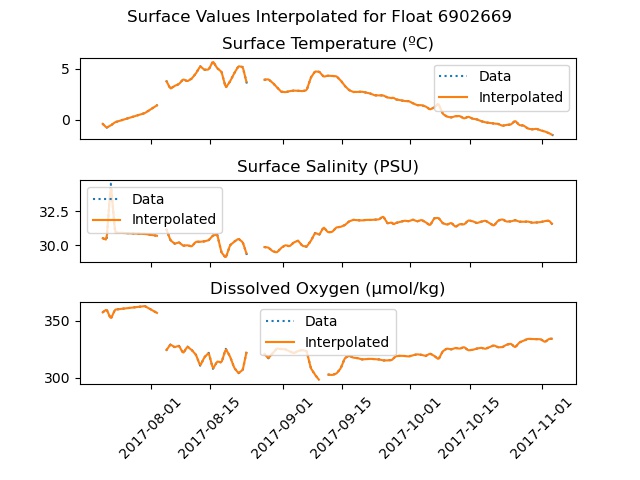 Surface Values Interpolated for Float 6902669
Surface Temperature (ºC)
5
0
Data
Interpolated
Surface Salinity (PSU)
32.5
30.0
Data
Interpolated
Dissolved Oxygen (μmol/kg)
350
300
Data
Interpolated
2017-08-01
2017-08-15
2017-09-01
2017-09-15
2017-10-01
2017-10-15
2017-11-01